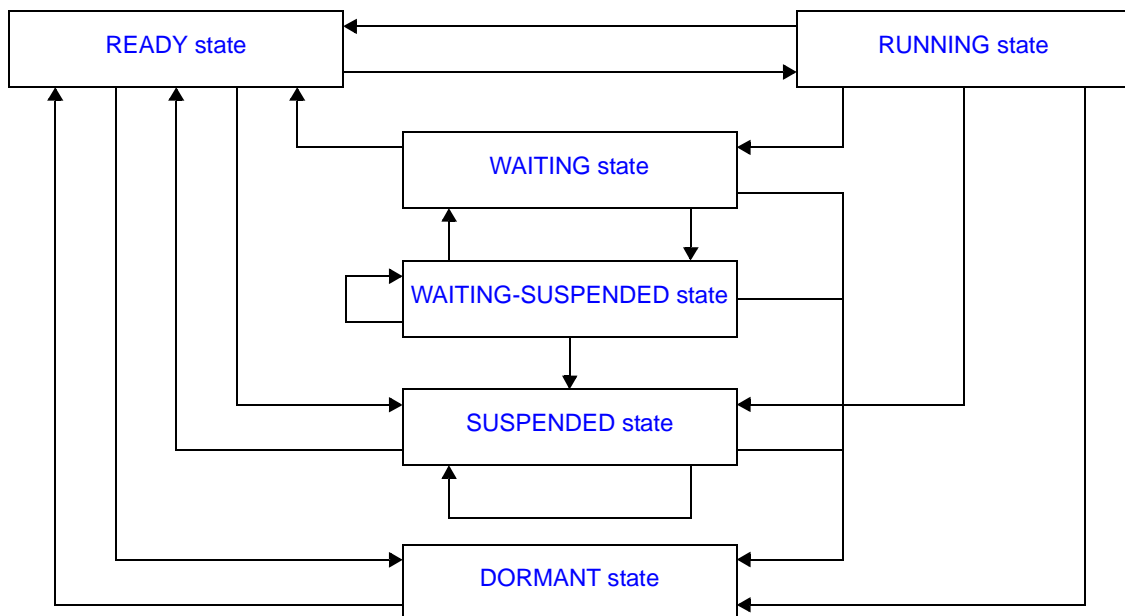 READY state
RUNNING state
WAITING state
WAITING-SUSPENDED state
SUSPENDED state
DORMANT state